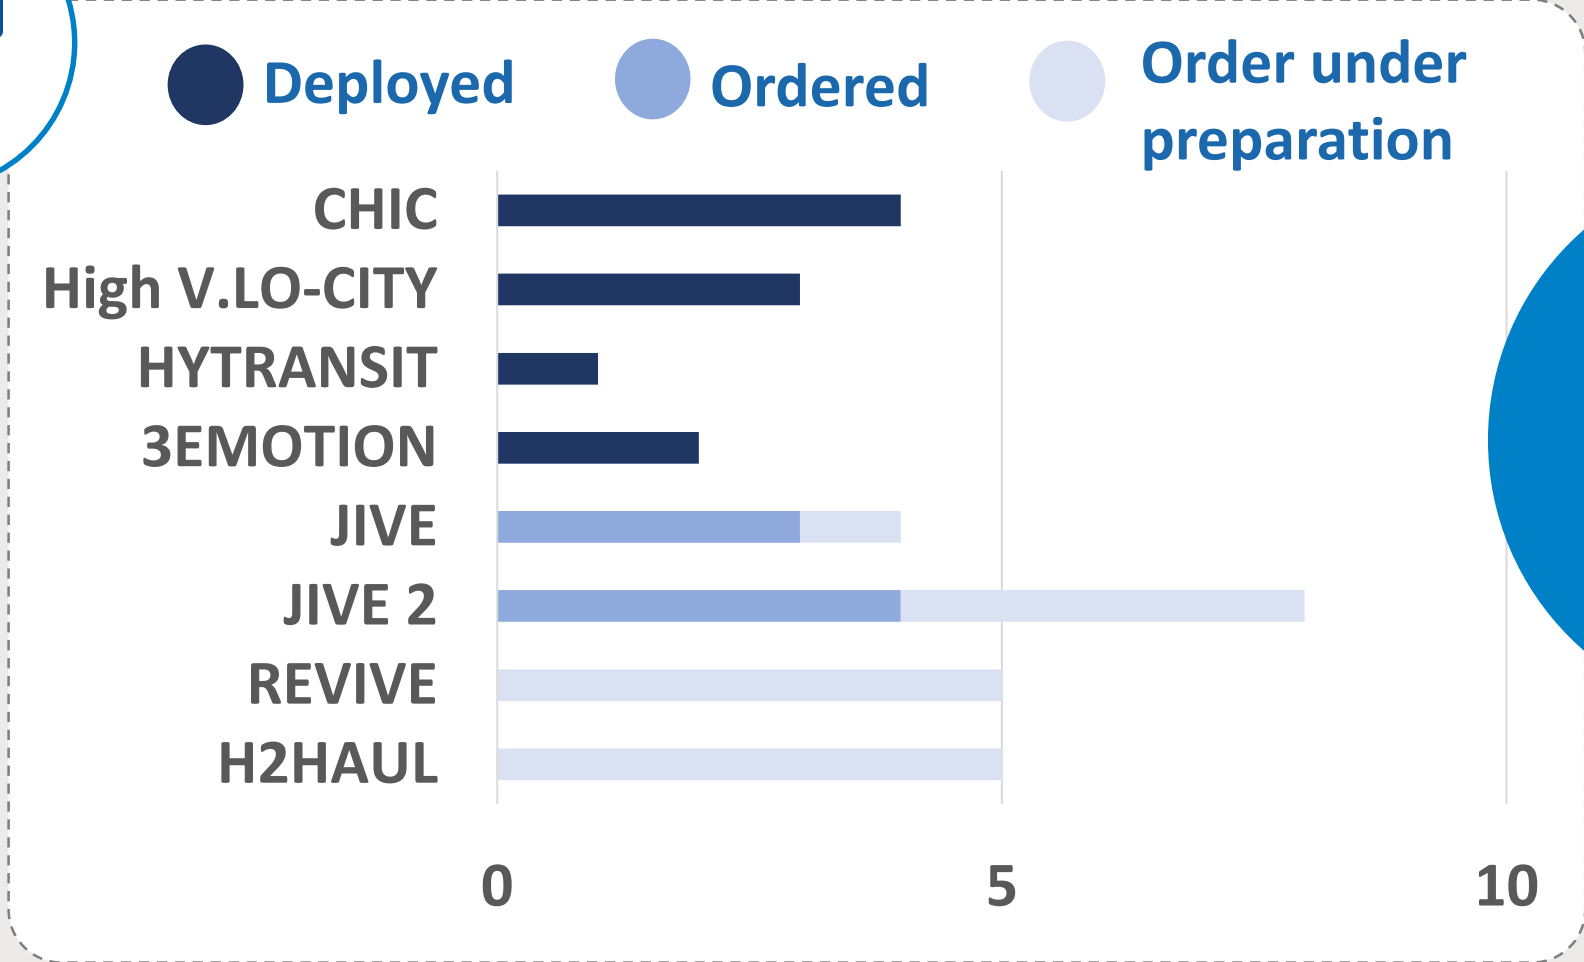 Deployed
Ordered
Order under
preparation
CHIC
High V.LO-CITY
HYTRANSIT
3EMOTION
JIVE
JIVE 2
REVIVE
H2HAUL
0 5 10